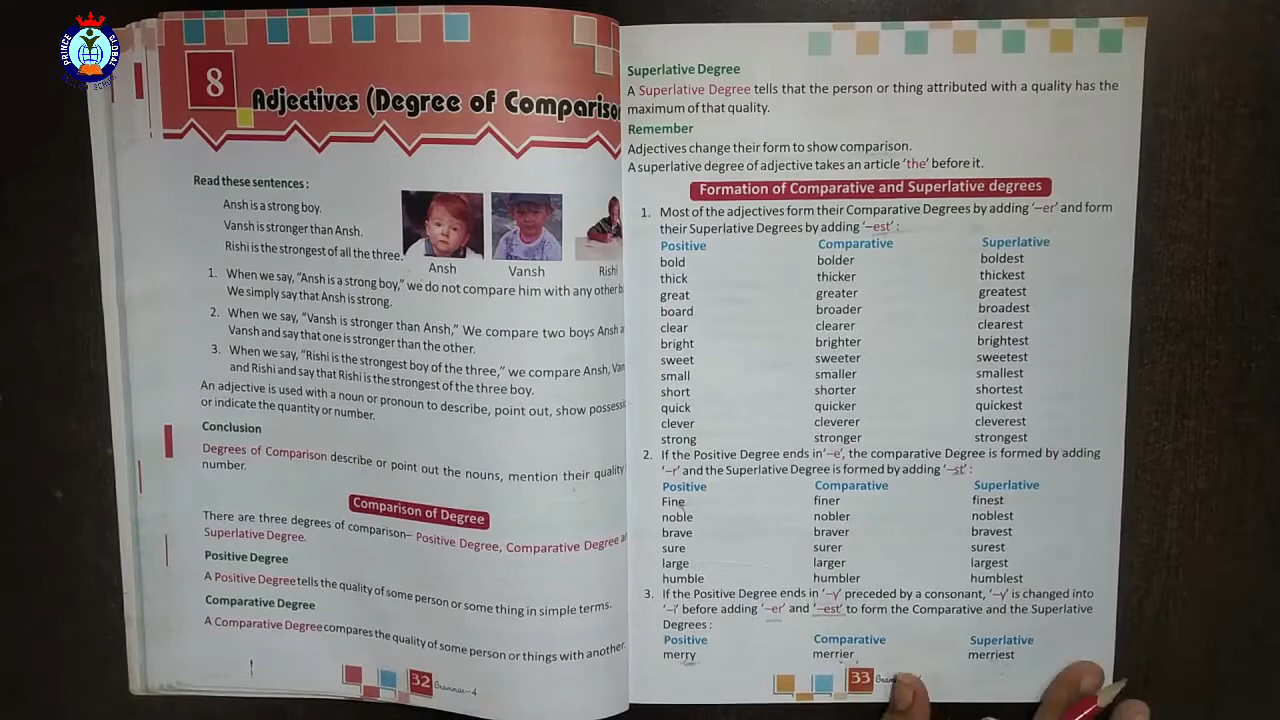 PRINCE GLOBAL
8
Adjectives (Degree of Comparison
Read these sentences :
Ansh is a strong boy.
Vansh is stronger than Ansh.
Rishi is the strongest of all the three.
Ansh
Vansh
Rishi
1. When we say, “Ansh is a strong boy,” we do not compare him with any other
We simply say that Ansh is strong.
2. When we say, “Vansh is stronger than Ansh,” We compare two boys Ansh
Vansh and say that one is stronger than the other.
3. When we say, “Rishi is the strongest boy of the three,” we compare Ansh,
and Rishi and say that Rishi is the strongest of the three boy.
An adjective is used with a noun or pronoun to describe, point out, show
or indicate the quantity or number.
Conclusion
Degrees of Comparison describe or point out the nouns, mention their quality
number.
Comparison of Degree
There are three degrees of comparison– Positive Degree, Comparative Degree
Superlative Degree.
Positive Degree
A Positive Degree tells the quality of some person or some thing in simple terms.
Comparative Degree
A Comparative Degree compares the quality of some person or things with another.
32 Grammar–4
Superlative Degree
A Superlative Degree tells that the person or thing attributed with a quality has the
maximum of that quality.
Remember
Adjectives change their form to show comparison.
A superlative degree of adjective takes an article ‘the’ before it.
Formation of Comparative and Superlative degrees
1. Most of the adjectives form their Comparative Degrees by adding ‘–er’ and form
their Superlative Degrees by adding ‘–est’ :
Positive Comparative Superlative
bold bolder boldest
thick thicker thickest
great greater greatest
board broader broadest
clear clearer clearest
bright brighter brightest
sweet sweeter sweetest
small smaller smallest
short shorter shortest
quick quicker quickest
clever cleverer cleverest
strong stronger strongest
2. If the Positive Degree ends in ‘–e’, the comparative Degree is formed by adding
‘–r’ and the Superlative Degree is formed by adding ‘–st’ :
Positive Comparative Superlative
Fine finer finest
noble nobler noblest
brave braver bravest
sure surer surest
large larger largest
humble humbler humblest
3. If the Positive Degree ends in ‘–y’ preceded by a consonant, ‘–y’ is changed into
‘–i’ before adding ‘–er’ and ‘–est’ to form the Comparative and the Superlative
Degrees :
Positive Comparative Superlative
merry merrier merriest
33